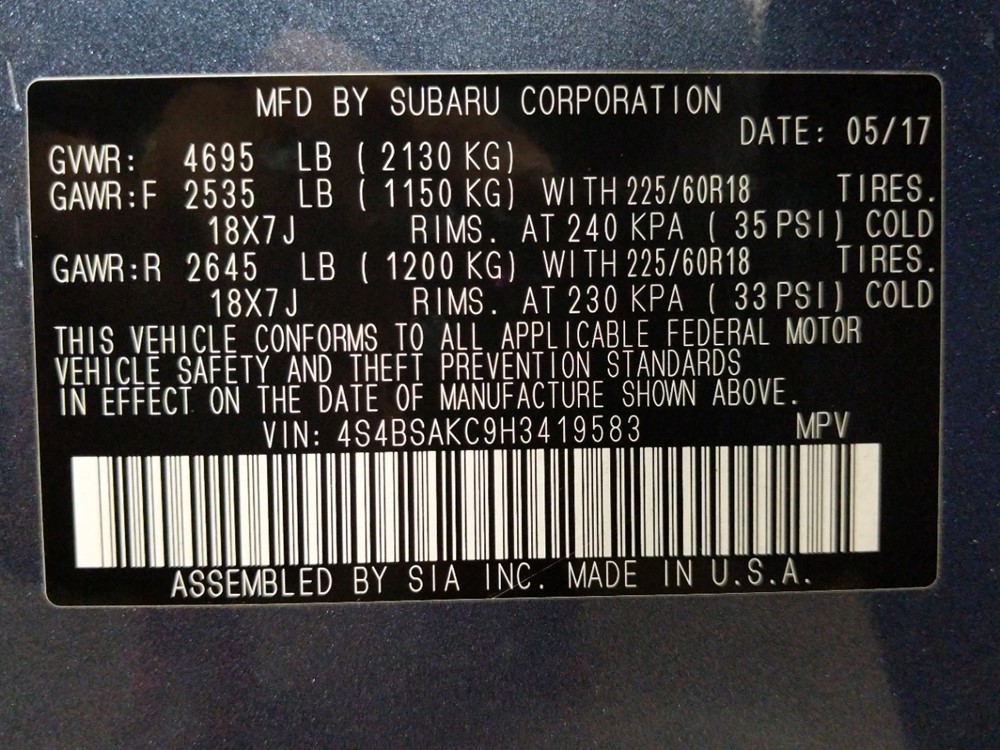 MFD BY SUBARU CORPORATION
DATE: 05/17
GVWR: 4695 LB ( 2130 KG)
GAWR:F 2535 LB ( 1150 KG) WITH 225/60R18 TIRES.
18X7J RIMS. AT 240 KPA ( 35 PSI) COLD
GAWR:R 2645 LB ( 1200 KG) WITH 225/60R18 TIRES.
18X7J RIMS. AT 230 KPA ( 33 PSI) COLD
THIS VEHICLE CONFORMS TO ALL APPLICABLE FEDERAL MOTOR
VEHICLE SAFETY AND THEFT PREVENTION STANDARDS
IN EFFECT ON THE DATE OF MANUFACTURE SHOWN ABOVE.
VIN: 4S4BSAKC9H3419583 MPV
ASSEMBLED BY SIA INC. MADE IN U.S.A.